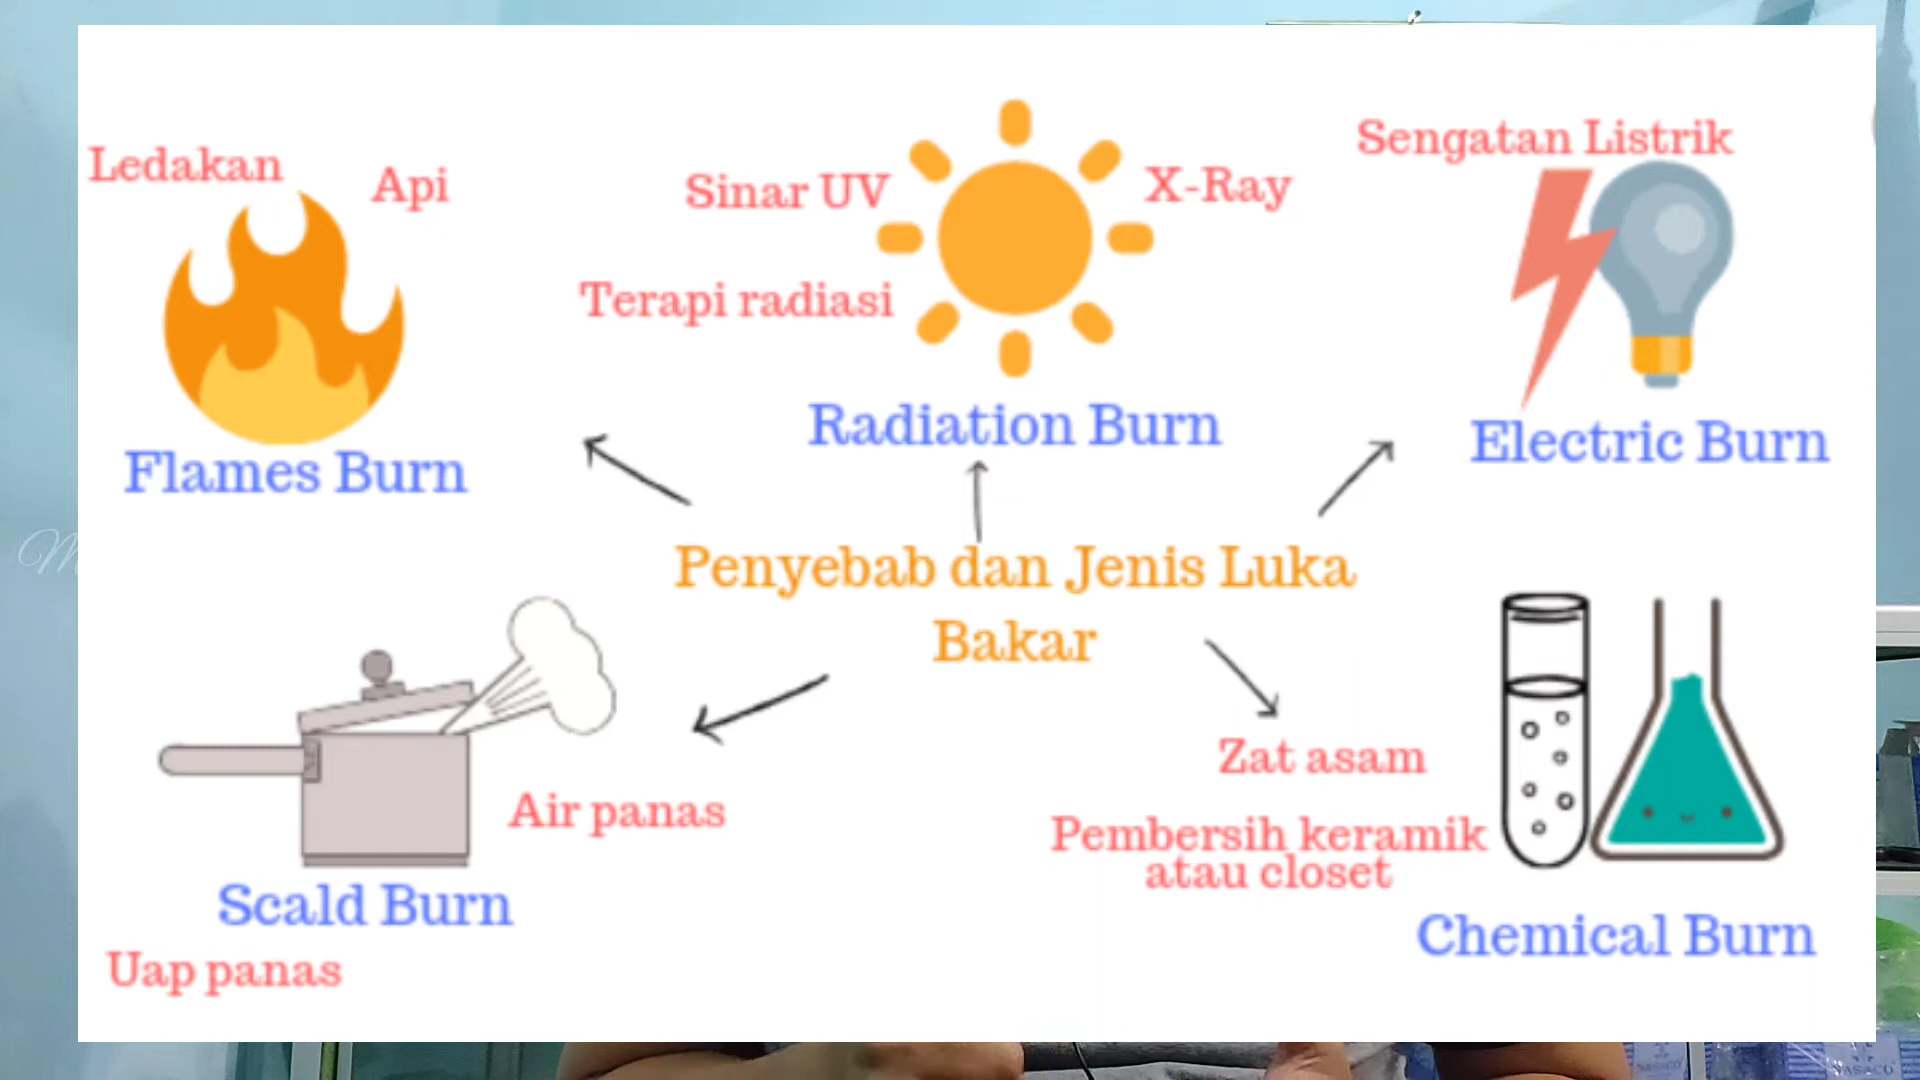 Ledakan
Api
Flames Burn
Sinar UV
X-Ray
Terapi radiasi
Radiation Burn
Sengatan Listrik
Electric Burn
Penyebab dan Jenis Luka
Bakar
Air panas
Scald Burn
Uap panas
Zat asam
Pembersih keramik
atau closet
Chemical Burn